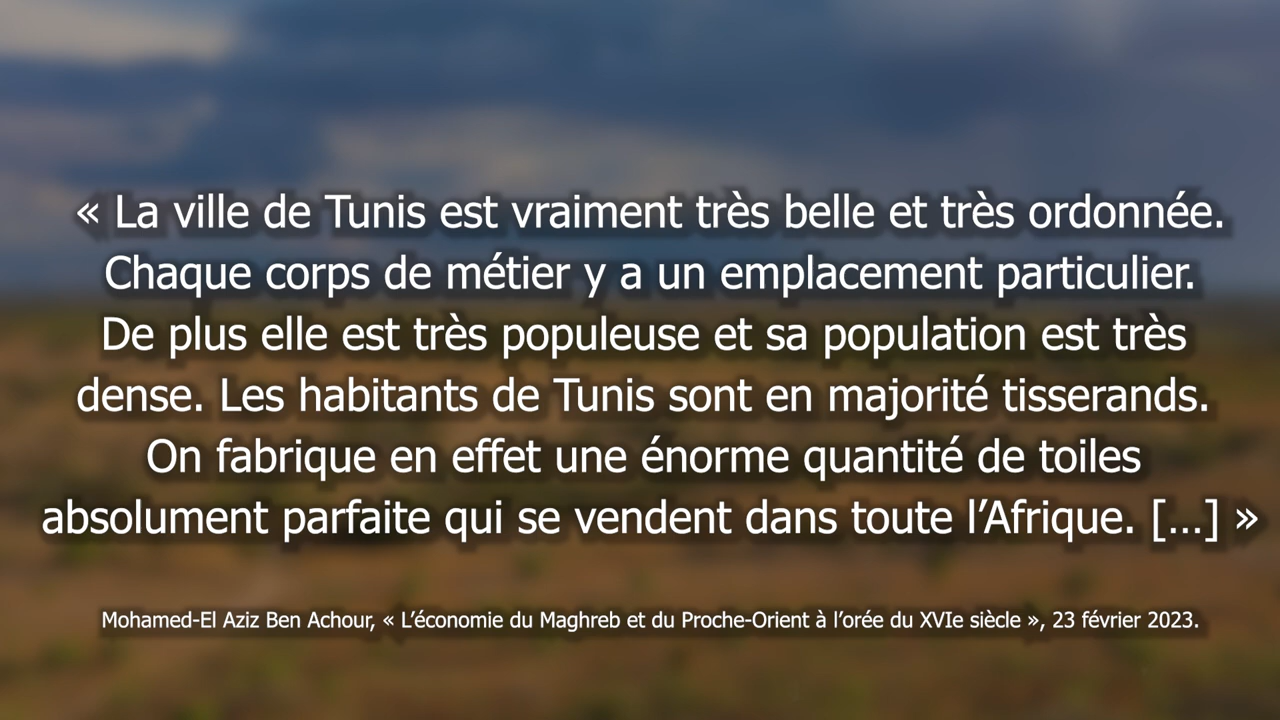 « La ville de Tunis est vraiment très belle et très ordonnée.
Chaque corps de métier y a un emplacement particulier.
De plus elle est très populeuse et sa population est très
dense. Les habitants de Tunis sont en majorité tisserands.
On fabrique en effet une énorme quantité de toiles
absolument parfaite qui se vendent dans toute l’Afrique. […] »
Mohamed-El Aziz Ben Achour, « L’économie du Maghreb et du Proche-Orient à l’orée du XVIe siècle », 23 février 2023.